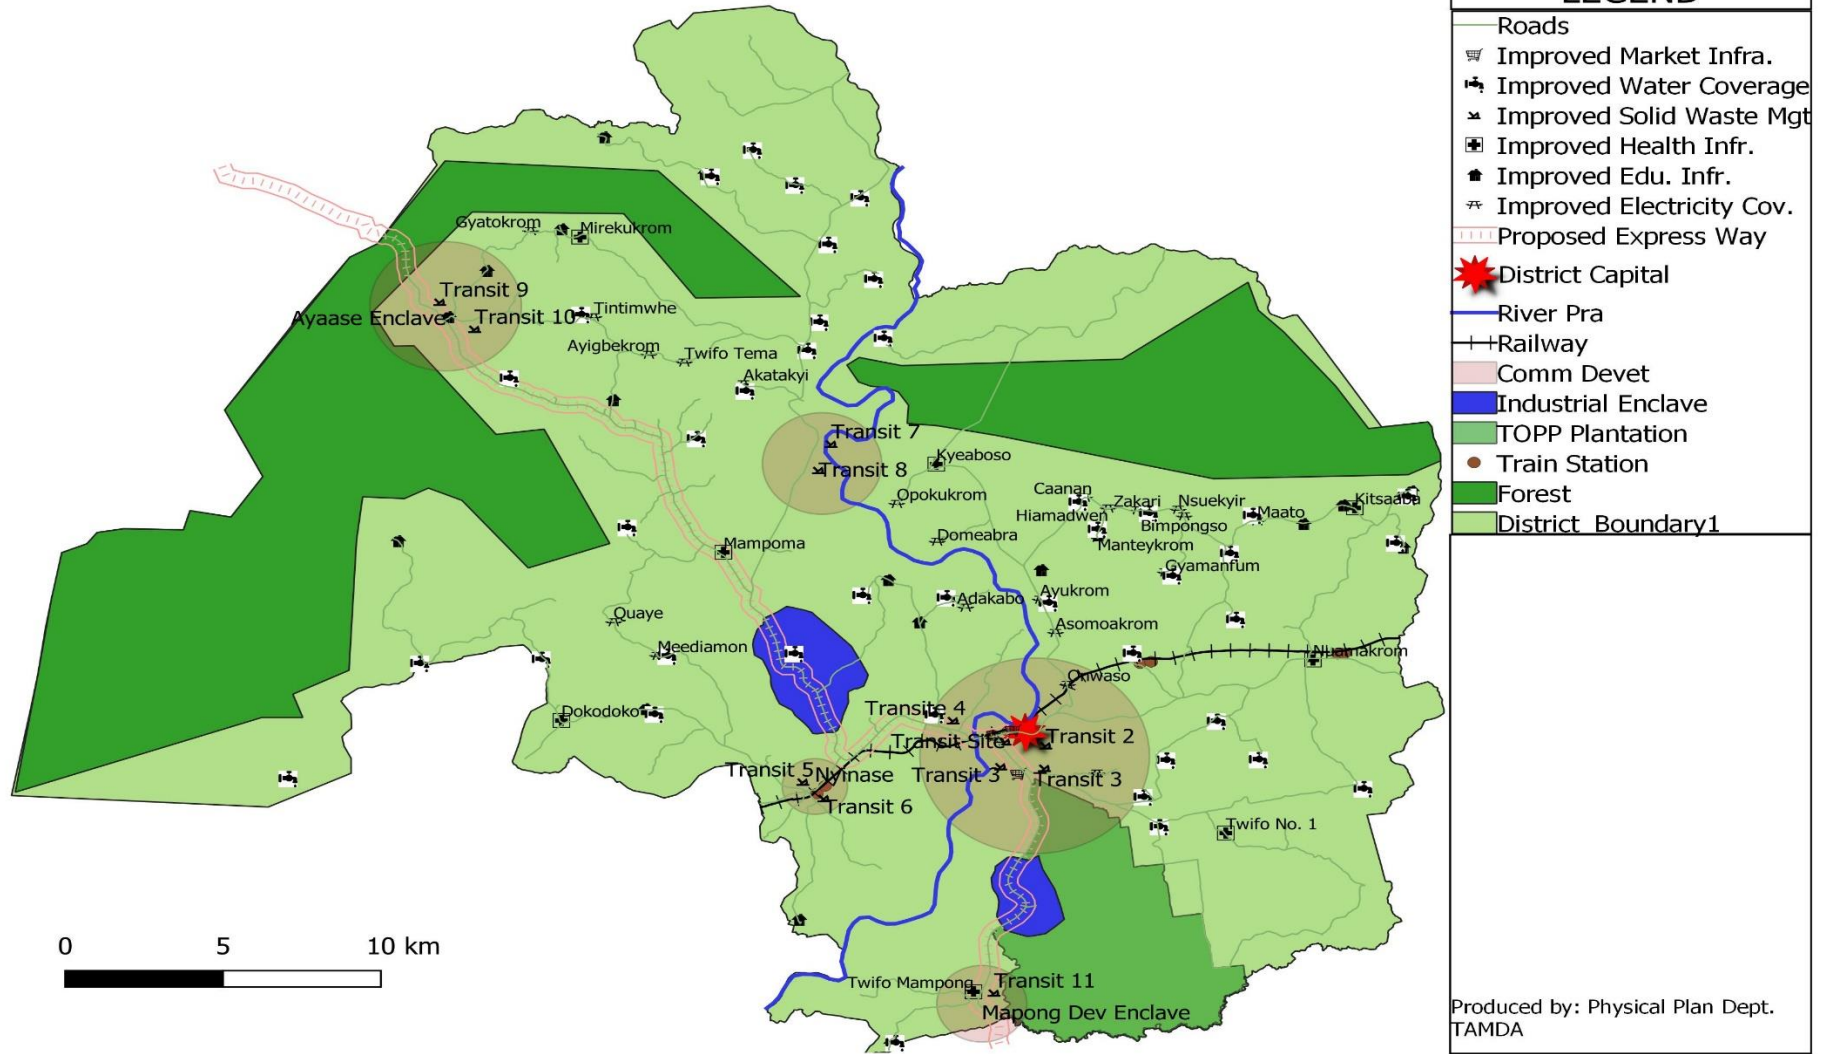 LEGEND
Roads
Improved Market Infra.
Improved Water Coverage
Improved Solid Waste Mgt
Improved Health Infr.
Improved Edu. Infr.
Improved Electricity Cov.
Proposed Express Way
District Capital
River Pra
Railway
Comm Devet
Industrial Enclave
TOPP Plantation
Train Station
Forest
District Boundary1
Gyatokrom
Mirekukrom
Transit 9
Ayaase Enclave
Transit 10
Tintimwhe
Ayigbekrom
Twifo Tema
Akatakyi
Transit 7
Transit 8
Kyeaboso
Opokukrom
Domeabra
Caanan
Zakari
Nsuekyir
Kitsaaba
Hiamadwen
Bimpongso
Maato
Manteykrom
Gyamanfum
Mampoma
Adakabo
Ayukrom
Asomoakrom
Quaye
Meediamon
Onwaso
Dokodoko
Transite 4
Transit Site
Transit 2
Transit 5
Nyinase
Transit 3
Transit 3
Transit 6
Twifo No. 1
Twifo Mampong
Transit 11
Mapong Dev Enclave
0 5 10 km
Produced by: Physical Plan Dept.
TAMDA